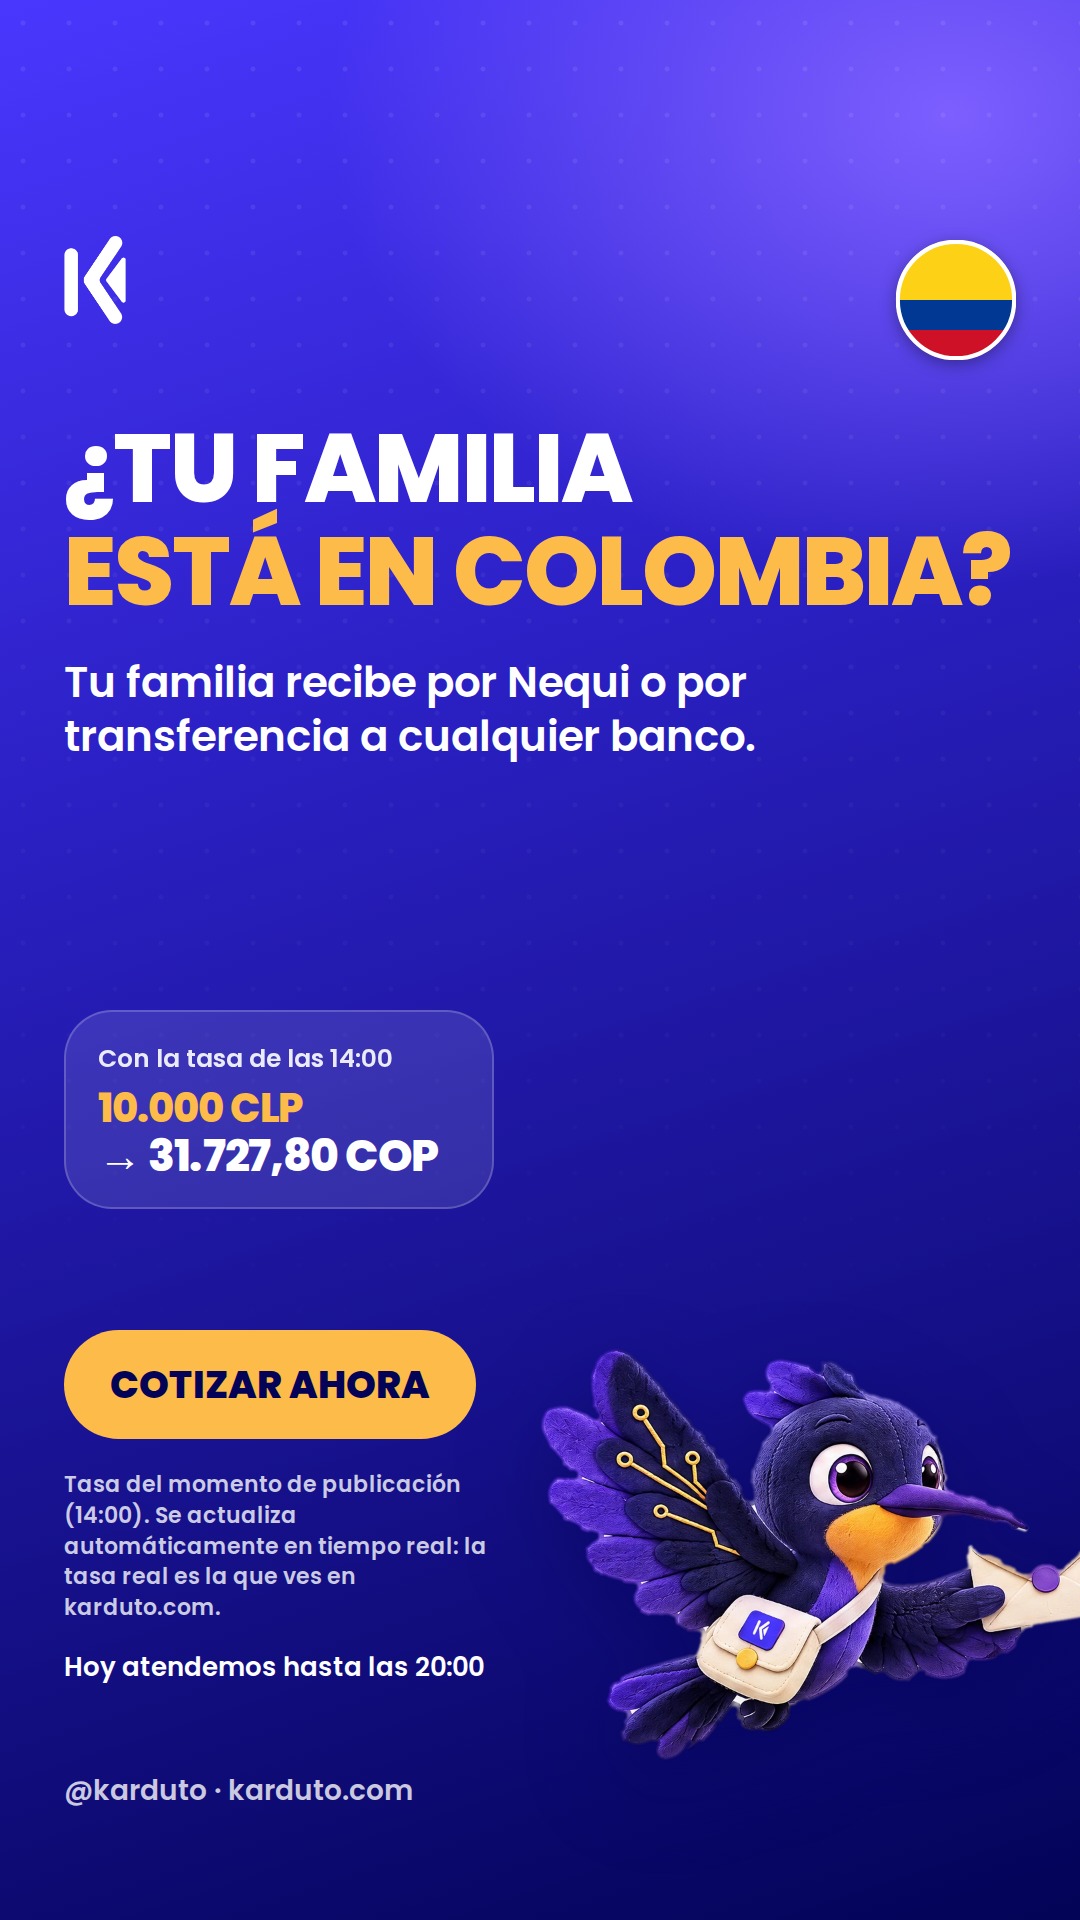 ¿TU FAMILIA
ESTÁ EN COLOMBIA?
Tu familia recibe por Nequi o por
transferencia a cualquier banco.
Con la tasa de las 14:00
10.000 CLP
→ 31.727,80 COP
COTIZAR AHORA
Tasa del momento de publicación
(14:00). Se actualiza
automáticamente en tiempo real: la
tasa real es la que ves en
karduto.com.
Hoy atendemos hasta las 20:00
@karduto · karduto.com